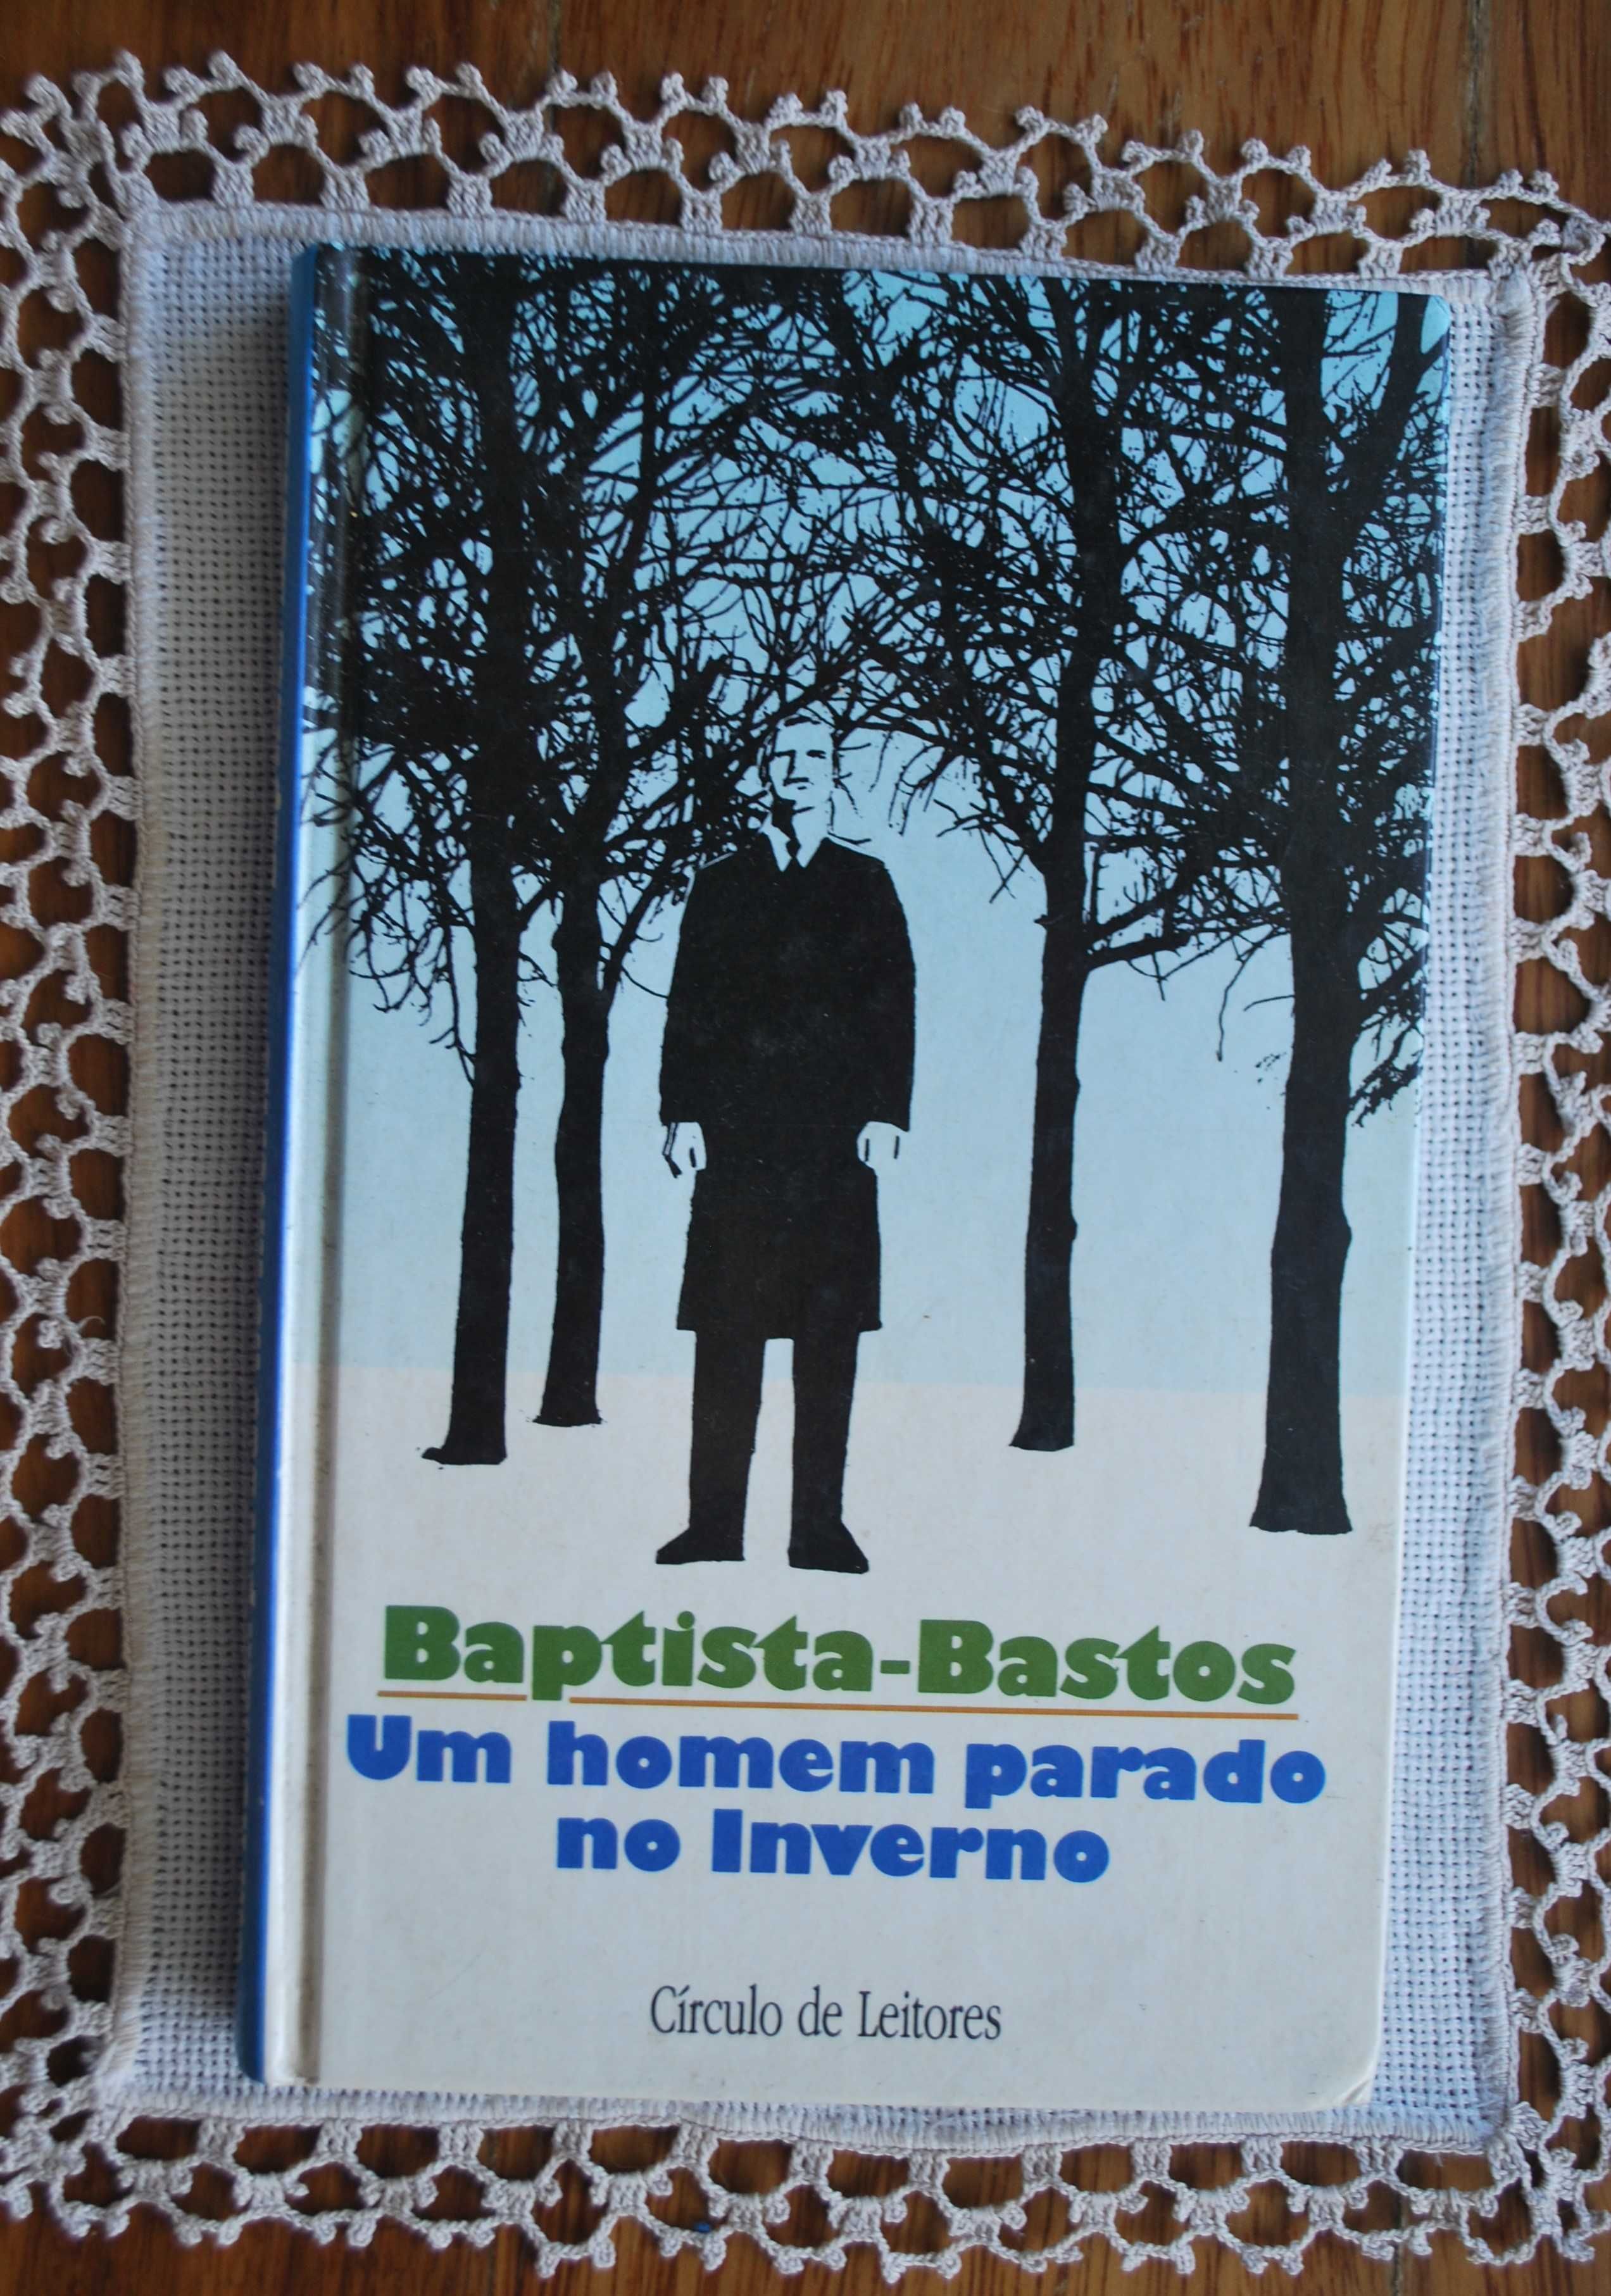 Baptista-Bastos
Um homem parado
no Inverno
Círculo de Leitores